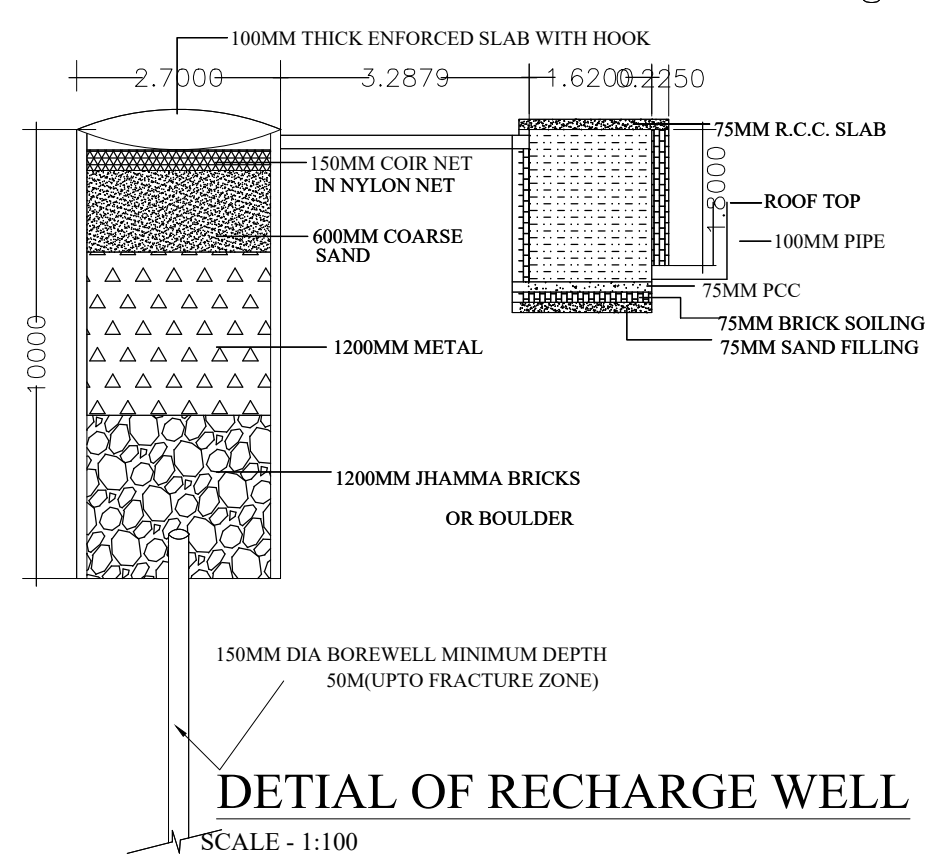 100MM THICK ENFORCED SLAB WITH HOOK
2.7000
3.2879
1.6200
0.2250
75MM R.C.C. SLAB
150MM COIR NET
IN NYLON NET
1.8000
ROOF TOP
600MM COARSE
SAND
100MM PIPE
75MM PCC
75MM BRICK SOILING
75MM SAND FILLING
10000
1200MM METAL
1200MM JHAMMA BRICKS
OR BOULDER
150MM DIA BOREWELL MINIMUM DEPTH
50M(UPTO FRACTURE ZONE)
DETIAL OF RECHARGE WELL
SCALE - 1:100